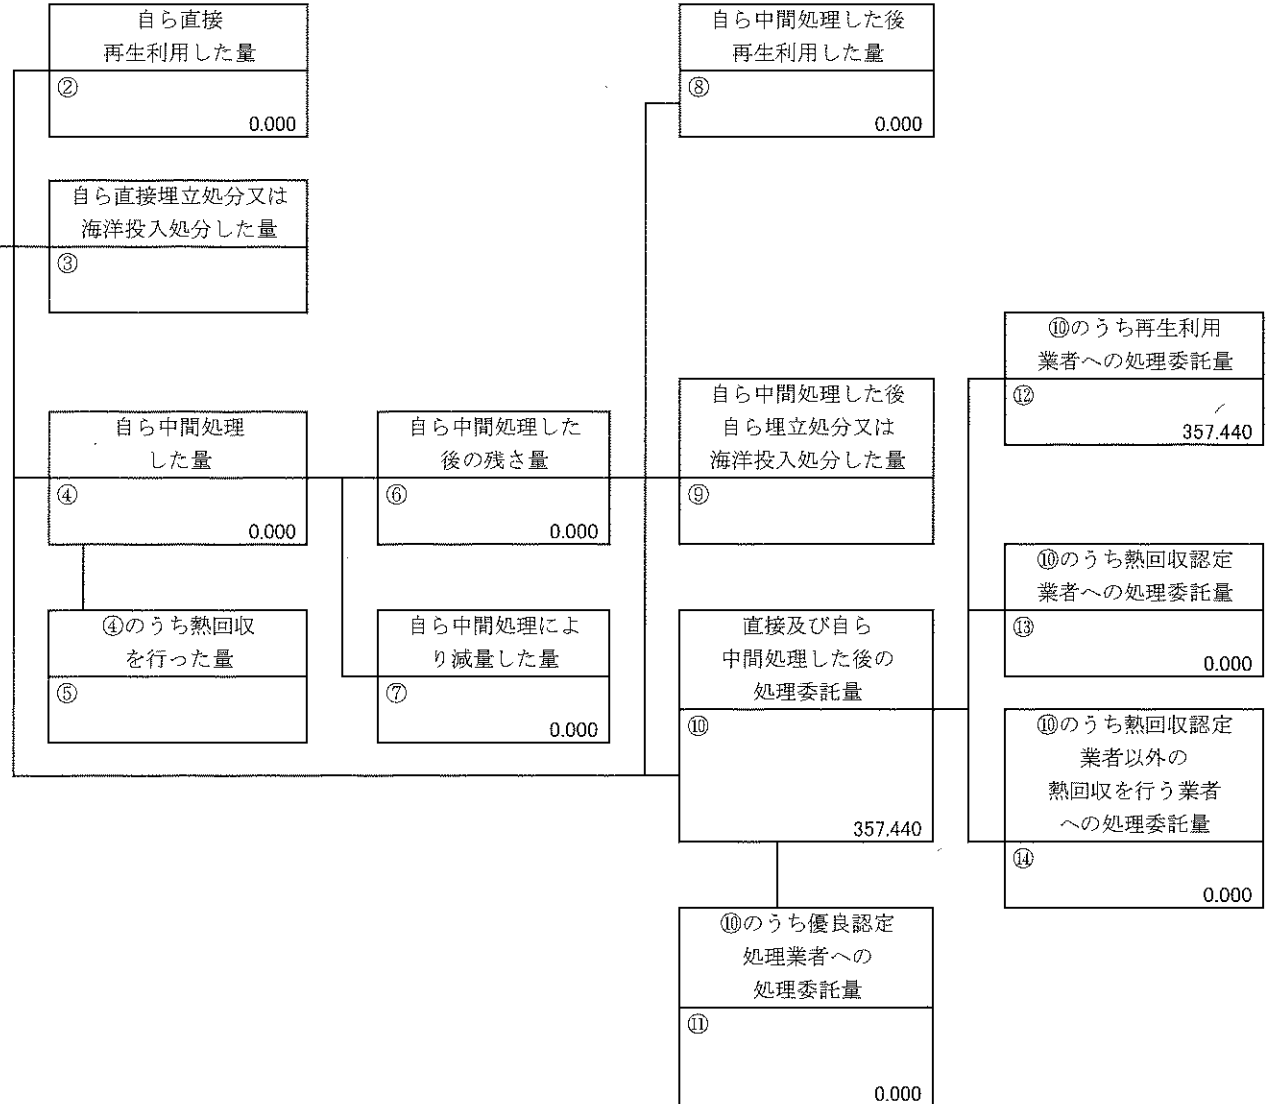 自ら直接
再生利用した量
②
0.000
自ら直接埋立処分又は
海洋投入処分した量
③
自ら中間処理
した量
④
0.000
④のうち熱回収
を行った量
⑤
自ら中間処理した
後の残さ量
⑥
0.000
自ら中間処理によ
り減量した量
⑦
0.000
自ら中間処理した後
再生利用した量
⑧
0.000
自ら中間処理した後
自ら埋立処分又は
海洋投入処分した量
⑨
直接及び自ら
中間処理した後の
処理委託量
⑩
357.440
⑩のうち優良認定
処理業者への
処理委託量
⑪
0.000
⑩のうち再生利用
業者への処理委託量
⑫
357.440
⑩のうち熱回収認定
業者への処理委託量
⑬
0.000
⑩のうち熱回収認定
業者以外の
熱回収を行う業者
への処理委託量
⑭
0.000